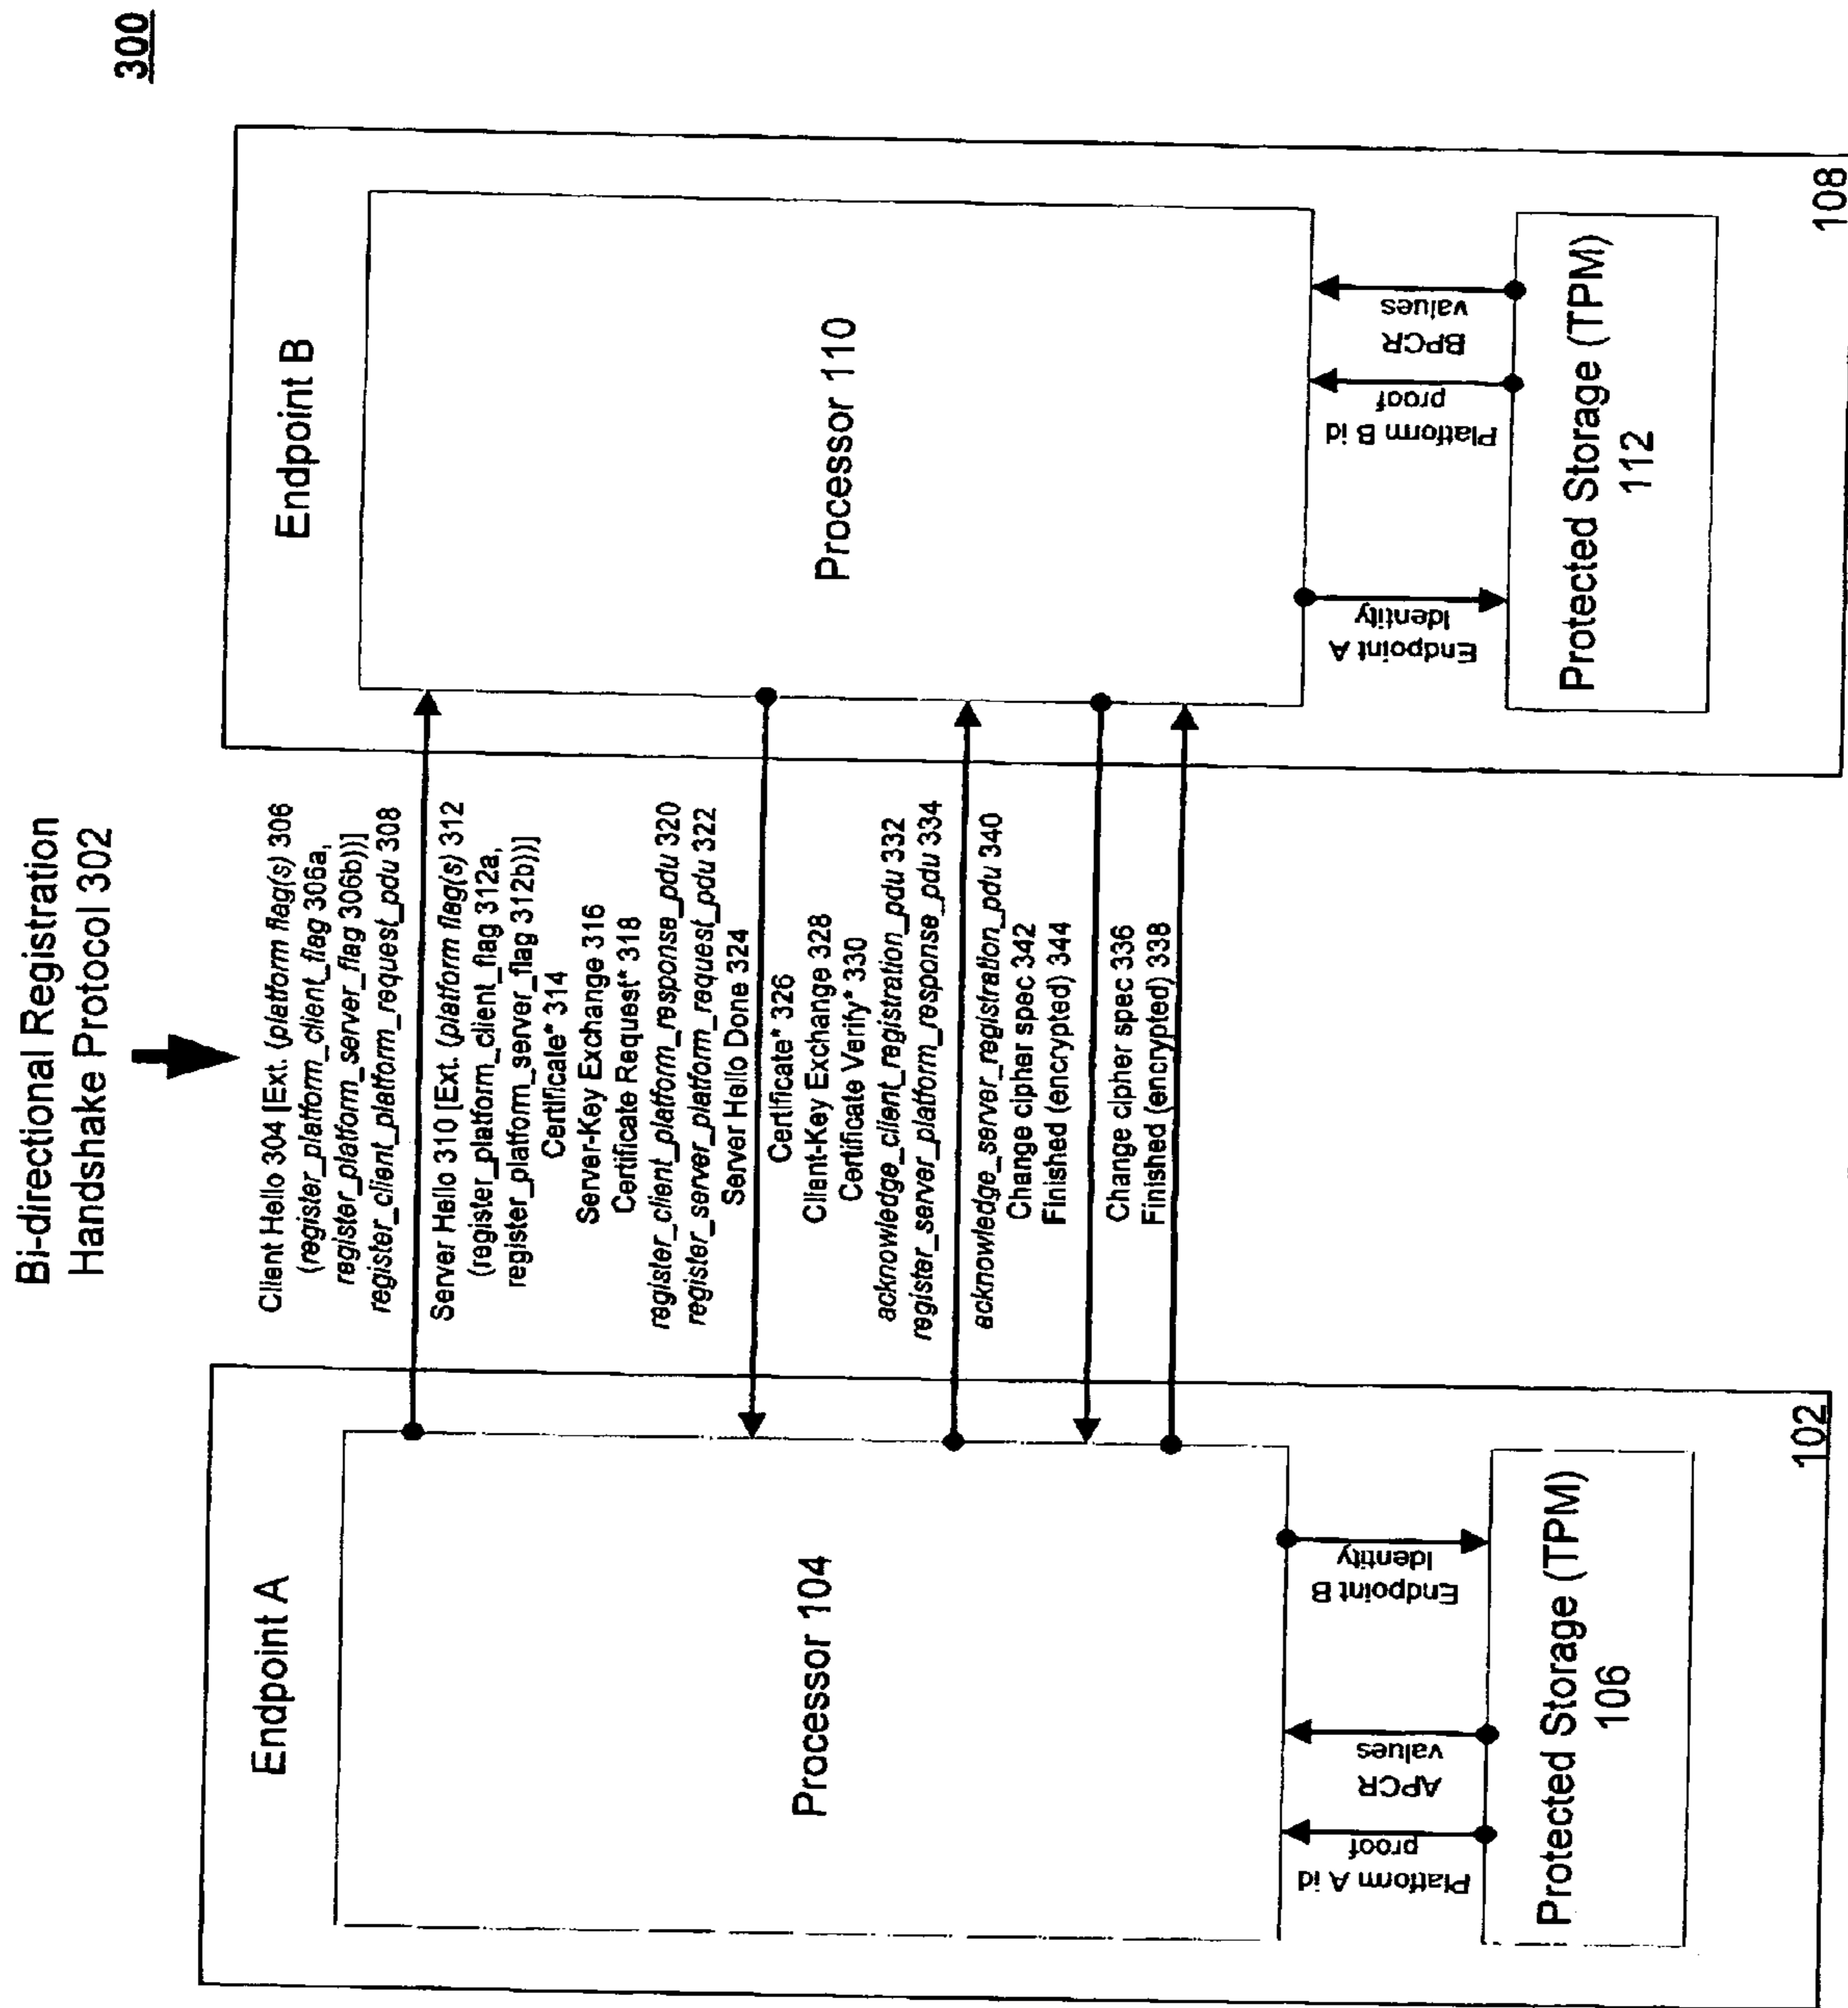 300
Bi-directional Registration
Handshake Protocol 302
Endpoint A
Processor 104
Platform A id
proof
APCR
values
Endpoint B
Identity
Protected Storage (TPM)
106
102
Client Hello 304 [Ext. (platform flag(s) 306
(register_platform_client_flag 306a,
register_platform_server_flag 306b))]
register_client_platform_request_pdu 308
Server Hello 310 [Ext. (platform flag(s) 312
(register_platform_client_flag 312a,
register_platform_server_flag 312b))]
Certificate* 314
Server-Key Exchange 316
Certificate Request* 318
register_client_platform_response_pdu 320
register_server_platform_request_pdu 322
Server Hello Done 324
Certificate* 326
Client-Key Exchange 328
Certificate Verify* 330
acknowledge_client_registration_pdu 332
register_server_platform_response_pdu 334
acknowledge_server_registration_pdu 340
Change cipher spec 342
Finished (encrypted) 344
Change cipher spec 336
Finished (encrypted) 338
Endpoint B
Processor 110
Endpoint A
Identity
Platform B id
proof
BPCR
values
Protected Storage (TPM)
112
108